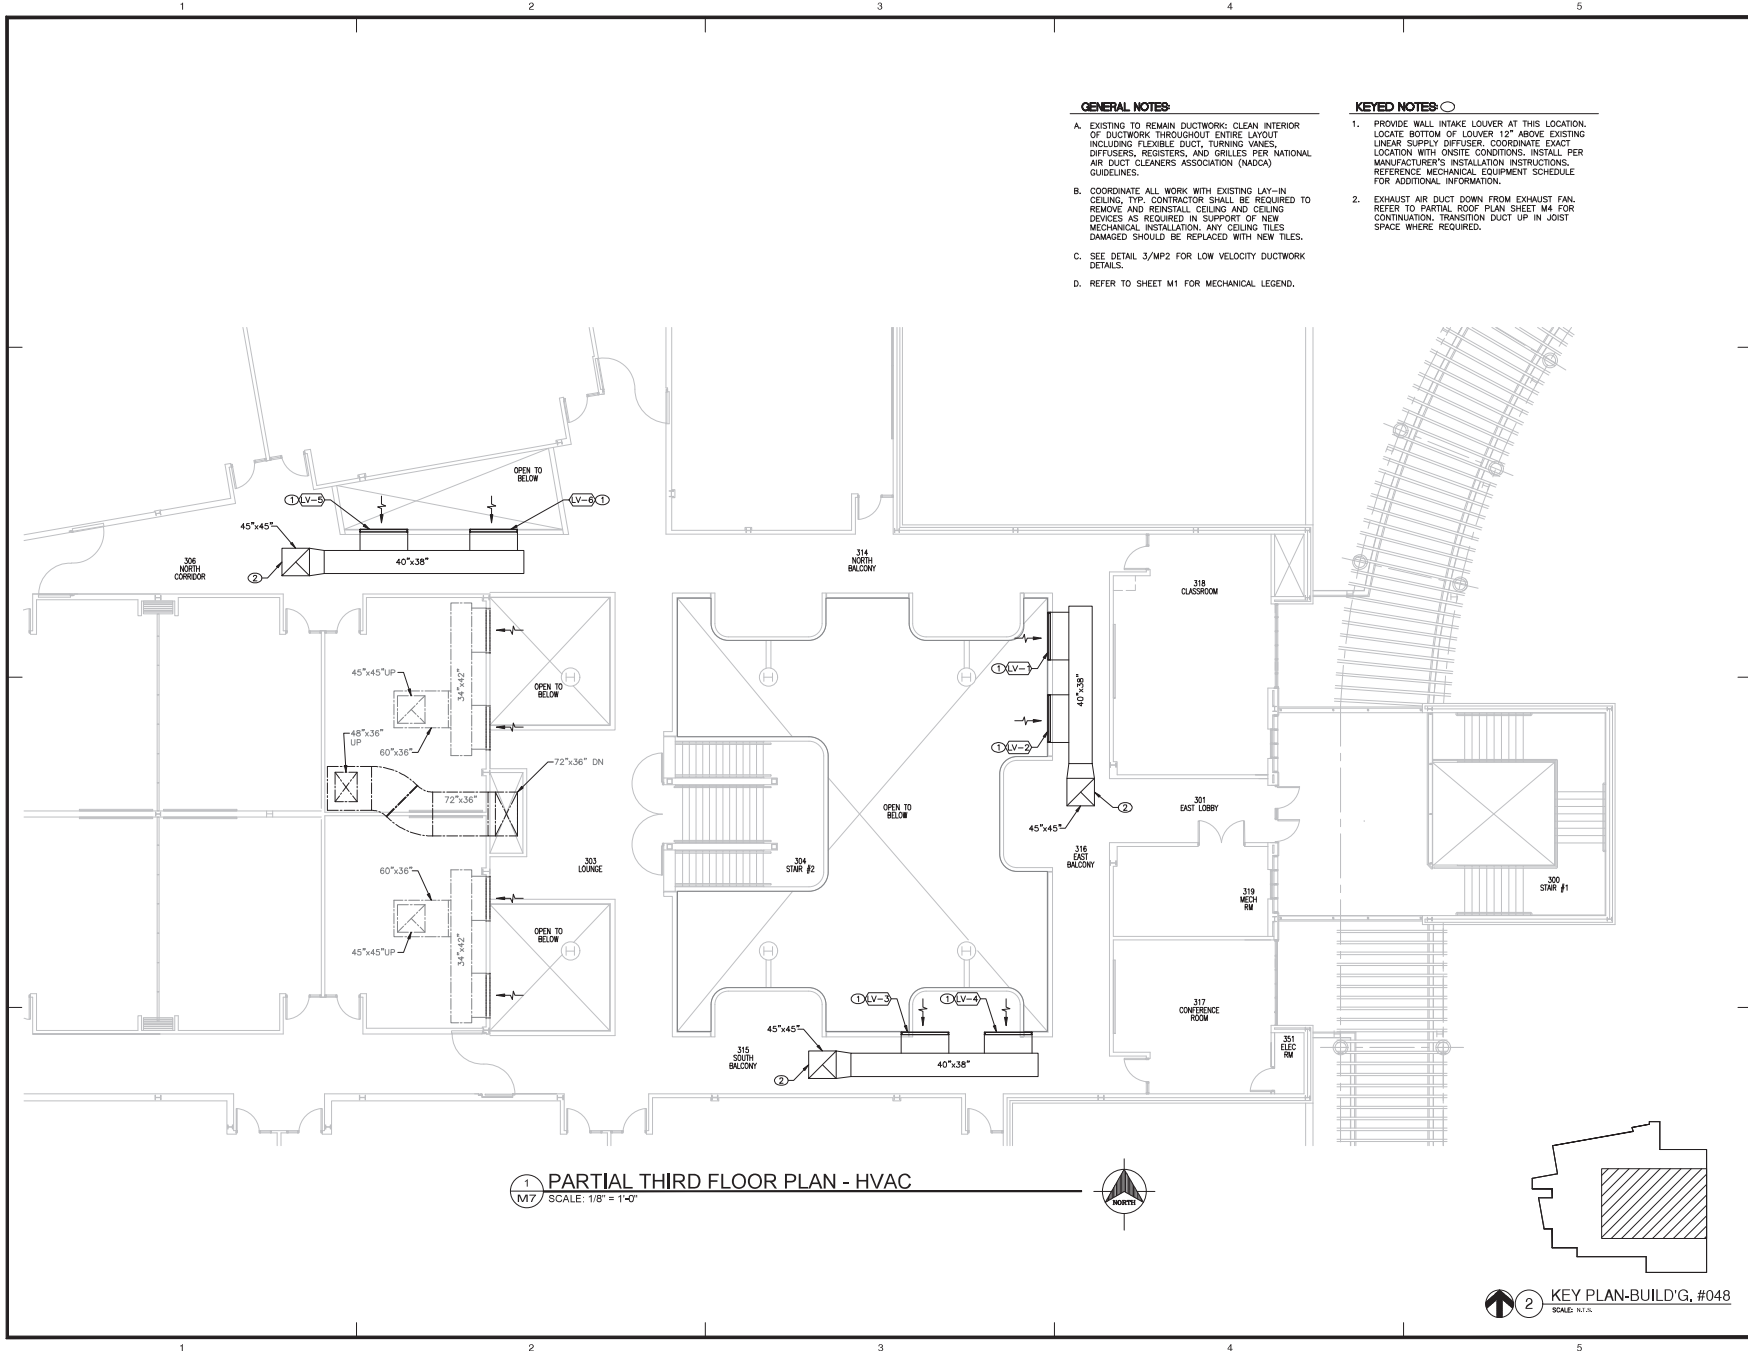 1 2 3 4 5
GENERAL NOTES:
A. EXISTING TO REMAIN DUCTWORK: CLEAN INTERIOR
OF DUCTWORK THROUGHOUT ENTIRE LAYOUT
INCLUDING FLEXIBLE DUCT, TURNING VANES,
DIFFUSERS, REGISTERS, AND GRILLES PER NATIONAL
AIR DUCT CLEANERS ASSOCIATION (NADCA)
GUIDELINES.
B. COORDINATE ALL WORK WITH EXISTING LAY-IN
CEILING, TYP. CONTRACTOR SHALL BE REQUIRED TO
REMOVE AND REINSTALL CEILING AND CEILING
DEVICES AS REQUIRED IN SUPPORT OF NEW
MECHANICAL INSTALLATION. ANY CEILING TILES
DAMAGED SHOULD BE REPLACED WITH NEW TILES.
C. SEE DETAIL 3/MP2 FOR LOW VELOCITY DUCTWORK
DETAILS.
D. REFER TO SHEET M1 FOR MECHANICAL LEGEND.
KEYED NOTES:
1. PROVIDE WALL INTAKE LOUVER AT THIS LOCATION.
LOCATE BOTTOM OF LOUVER 12" ABOVE EXISTING
LINEAR SUPPLY DIFFUSER. COORDINATE EXACT
LOCATION WITH ONSITE CONDITIONS. INSTALL PER
MANUFACTURER'S INSTALLATION INSTRUCTIONS.
REFERENCE MECHANICAL EQUIPMENT SCHEDULE
FOR ADDITIONAL INFORMATION.
2. EXHAUST AIR DUCT DOWN FROM EXHAUST FAN.
REFER TO PARTIAL ROOF PLAN SHEET M4 FOR
CONTINUATION. TRANSITION DUCT UP IN JOIST
SPACE WHERE REQUIRED.
OPEN TO
BELOW
1 LV-5
LV-6 1
45"x45"
40"x38"
2
306
NORTH
CORRIDOR
314
NORTH
BALCONY
318
CLASSROOM
45"x45"UP
34"x42"
OPEN TO
BELOW
H
H
H
1 LV-1
40"x38"
1 LV-2
48"x36"
UP
60"x36"
72"x36" DN
72"x36"
OPEN TO
BELOW
2
45"x45"
301
EAST LOBBY
316
EAST
BALCONY
303
LOUNGE
304
STAIR #2
60"x36"
45"x45"UP
34"x42"
OPEN TO
BELOW
H
H
H
319
MECH
RM
300
STAIR #1
1 LV-3
1 LV-4
317
CONFERENCE
ROOM
351
ELEC
RM
45"x45"
40"x38"
2
315
SOUTH
BALCONY
1
M7
PARTIAL THIRD FLOOR PLAN - HVAC
SCALE: 1/8" = 1'-0"
NORTH
2
KEY PLAN-BUILD'G, #048
SCALE: N.T.S.
1 2 3 4 5